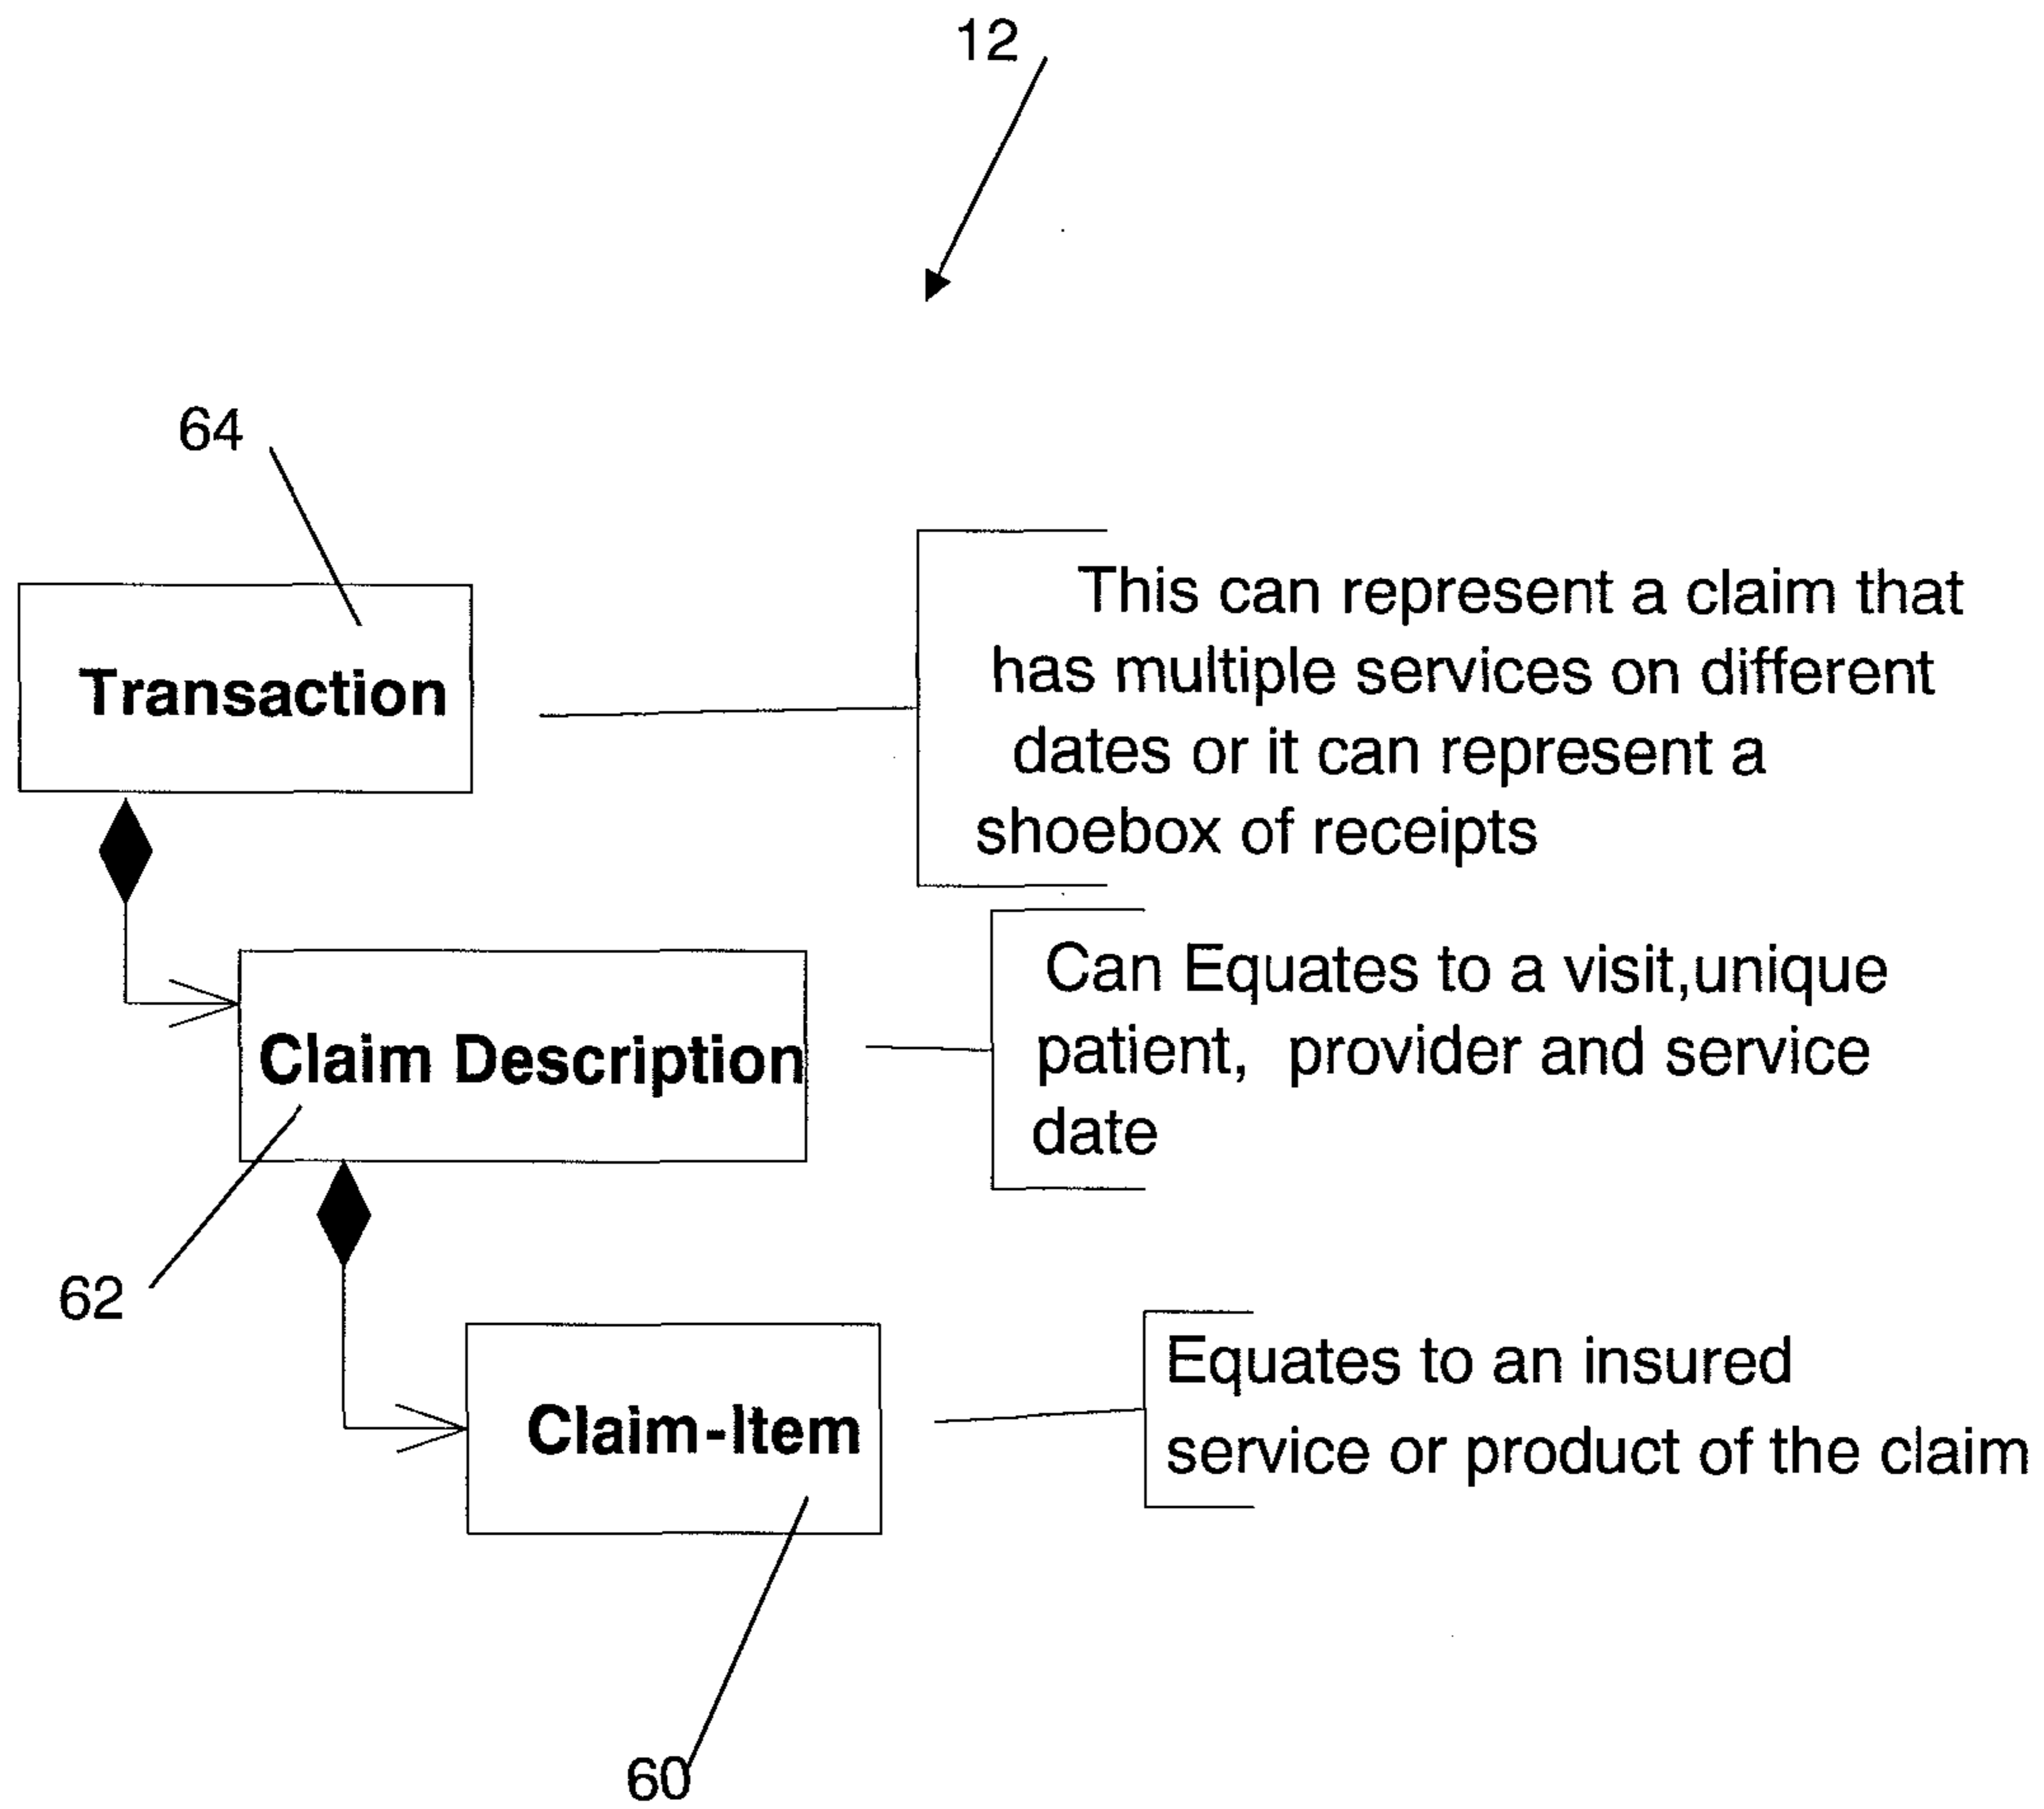 12
64
Transaction
This can represent a claim that
has multiple services on different
dates or it can represent a
shoebox of receipts
Claim Description
Can Equates to a visit,unique
patient, provider and service
date
62
Claim-Item
Equates to an insured
service or product of the claim
60